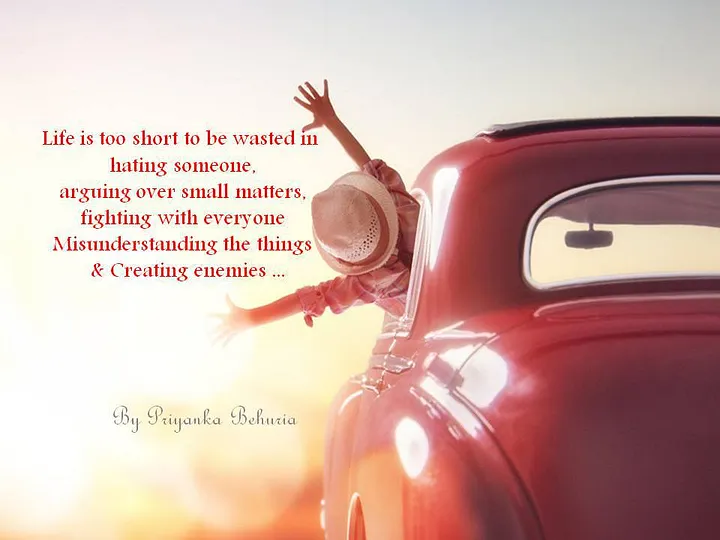 Life is too short to be wasted in
hating someone,
arguing over small matters,
fighting with everyone
Misunderstanding the things
& Creating enemies ...
By Priyanka Behuria